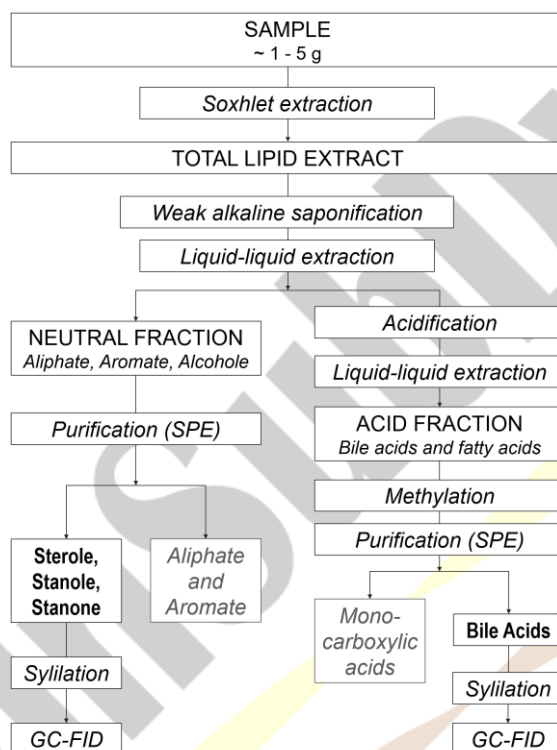 SAMPLE
~ 1 - 5 g
Soxhlet extraction
TOTAL LIPID EXTRACT
Weak alkaline saponification
Liquid-liquid extraction
NEUTRAL FRACTION
Aliphate, Aromate, Alcohole
Purification (SPE)
Sterole,
Stanole,
Stanone
Aliphate
and
Aromate
Sylilation
GC-FID
Acidification
Liquid-liquid extraction
ACID FRACTION
Bile acids and fatty acids
Methylation
Purification (SPE)
Mono-
carboxylic
acids
Bile Acids
Sylilation
GC-FID